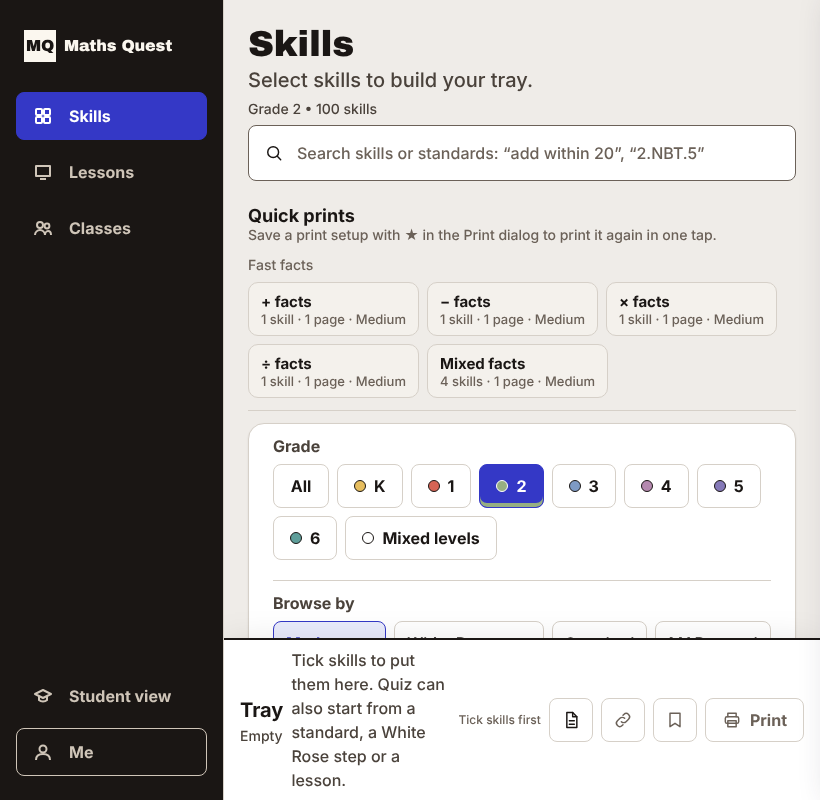 MQ Maths Quest
Skills
Lessons
Classes
Student view
Me
Skills
Select skills to build your tray.
Grade 2 • 100 skills
Search skills or standards: “add within 20”, “2.NBT.5”
Quick prints
Save a print setup with ★ in the Print dialog to print it again in one tap.
Fast facts
+ facts
1 skill · 1 page · Medium
− facts
1 skill · 1 page · Medium
× facts
1 skill · 1 page · Medium
÷ facts
1 skill · 1 page · Medium
Mixed facts
4 skills · 1 page · Medium
Grade
All
K
1
2
3
4
5
6
Mixed levels
Browse by
Tray
Empty
Tick skills to put
them here. Quiz can
also start from a
standard, a White
Rose step or a
lesson.
Tick skills first
Print